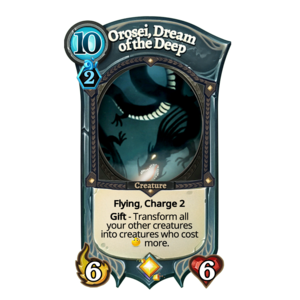 Orosei, Dream
of the Deep
10
2
Creature
Flying, Charge 2
Gift - Transform all
your other creatures
into creatures who cost
more.
6
6